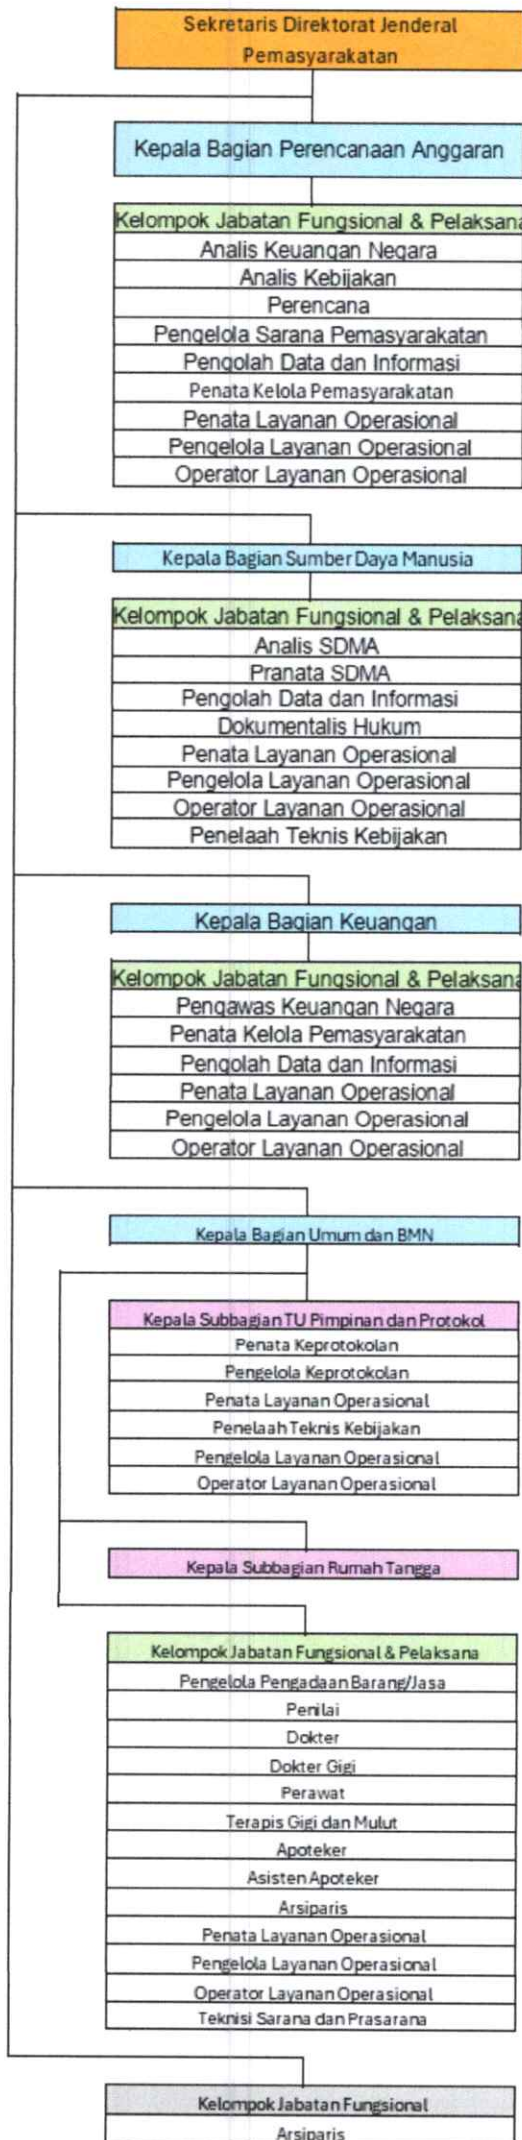 Sekretaris Direktorat Jenderal
Pemasyarakatan
Kepala Bagian Perencanaan Anggaran
Kelompok Jabatan Fungsional & Pelaksana
Analis Keuangan Negara
Analis Kebijakan
Perencana
Pengelola Sarana Pemasyarakatan
Pengolah Data dan Informasi
Penata Kelola Pemasyarakatan
Penata Layanan Operasional
Pengelola Layanan Operasional
Operator Layanan Operasional
Kepala Bagian Sumber Daya Manusia
Kelompok Jabatan Fungsional & Pelaksana
Analis SDMA
Pranata SDMA
Pengolah Data dan Informasi
Dokumentalis Hukum
Penata Layanan Operasional
Pengelola Layanan Operasional
Operator Layanan Operasional
Penelaah Teknis Kebijakan
Kepala Bagian Keuangan
Kelompok Jabatan Fungsional & Pelaksana
Pengawas Keuangan Negara
Penata Kelola Pemasyarakatan
Pengolah Data dan Informasi
Penata Layanan Operasional
Pengelola Layanan Operasional
Operator Layanan Operasional
Kepala Bagian Umum dan BMN
Kepala Subbagian TU Pimpinan dan Protokol
Penata Keprotokolan
Pengelola Keprotokolan
Penata Layanan Operasional
Penelaah Teknis Kebijakan
Pengelola Layanan Operasional
Operator Layanan Operasional
Kepala Subbagian Rumah Tangga
Kelompok Jabatan Fungsional & Pelaksana
Pengelola Pengadaan Barang/Jasa
Penilai
Dokter
Dokter Gigi
Perawat
Terapis Gigi dan Mulut
Apoteker
Asisten Apoteker
Arsiparis
Penata Layanan Operasional
Pengelola Layanan Operasional
Operator Layanan Operasional
Teknisi Sarana dan Prasarana
Kelompok Jabatan Fungsional
Arsiparis